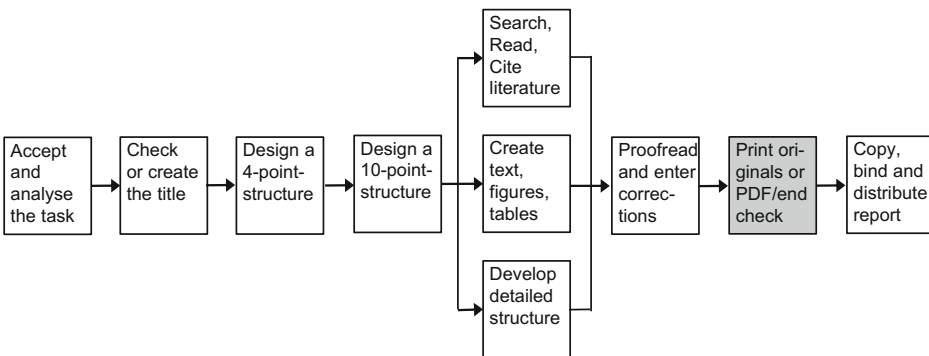 Accept
and
analyse
the task
Check
or create
the title
Design a
4-point-
structure
Design a
10-point-
structure
Search,
Read,
Cite
literature
Create
text,
figures,
tables
Develop
detailed
structure
Proofread
and enter
correc-
tions
Print ori-
ginals or
PDF/end
check
Copy,
bind and
distribute
report